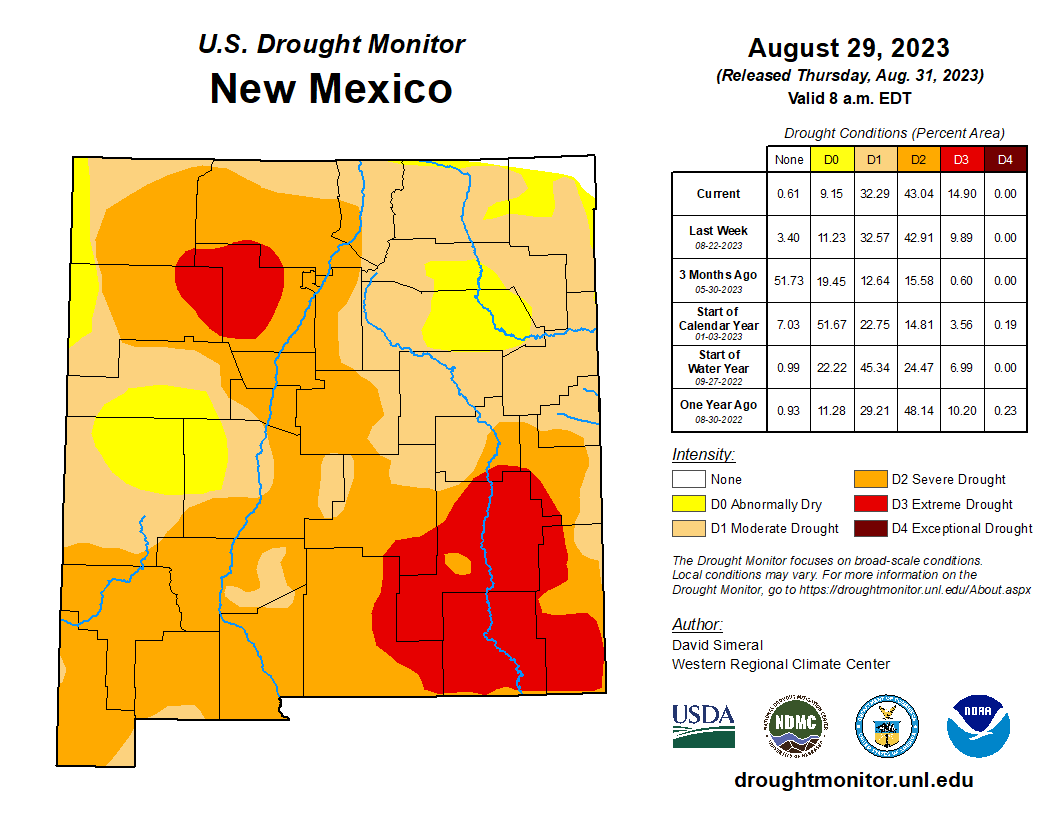 U.S. Drought Monitor
New Mexico
August 29, 2023
(Released Thursday, Aug. 31, 2023)
Valid 8 a.m. EDT
Drought Conditions (Percent Area)
None D0 D1 D2 D3 D4
Current 0.61 9.15 32.29 43.04 14.90 0.00
Last Week
08-22-2023
3.40 11.23 32.57 42.91 9.89 0.00
3 Months Ago
05-30-2023
51.73 19.45 12.64 15.58 0.60 0.00
Start of
Calendar Year
01-03-2023
7.03 51.67 22.75 14.81 3.56 0.19
Start of
Water Year
09-27-2022
0.99 22.22 45.34 24.47 6.99 0.00
One Year Ago
08-30-2022
0.93 11.28 29.21 48.14 10.20 0.23
Intensity:
None
D0 Abnormally Dry
D1 Moderate Drought
D2 Severe Drought
D3 Extreme Drought
D4 Exceptional Drought
The Drought Monitor focuses on broad-scale conditions.
Local conditions may vary. For more information on the
Drought Monitor, go to https://droughtmonitor.unl.edu/About.aspx
Author:
David Simeral
Western Regional Climate Center
USDA
NDMC
NOAA
droughtmonitor.unl.edu